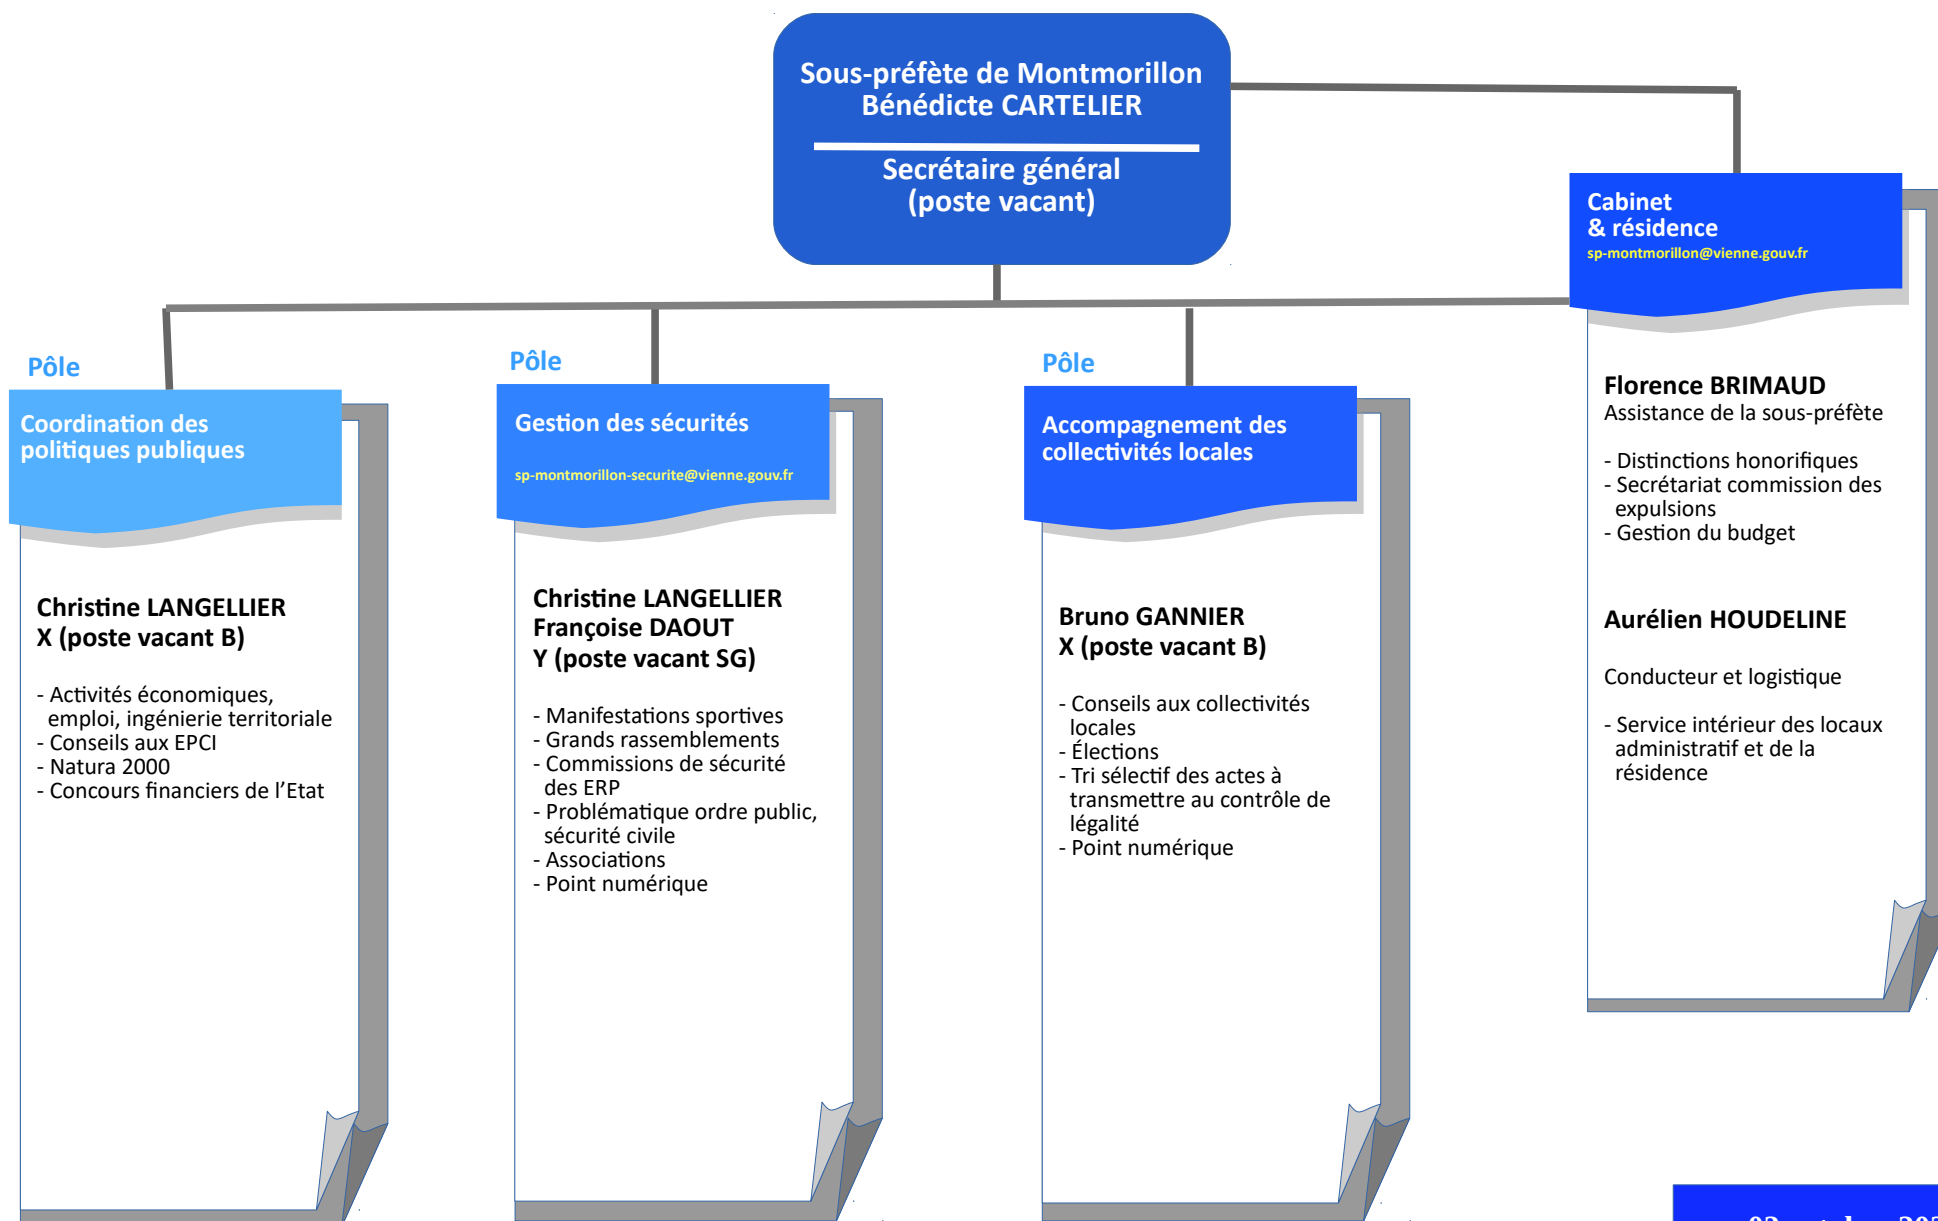 Sous-préfète de Montmorillon
Bénédicte CARTELIER
Secrétaire général
(poste vacant)
Cabinet
& résidence
sp-montmorillon@vienne.gouv.fr
Florence BRIMAUD
Assistance de la sous-préfète
- Distinctions honorifiques
- Secrétariat commission des
expulsions
- Gestion du budget
Aurélien HOUDELINE
Conducteur et logistique
- Service intérieur des locaux
administratif et de la
résidence
Pôle
Coordination des
politiques publiques
Christine LANGELLIER
X (poste vacant B)
- Activités économiques,
emploi, ingénierie territoriale
- Conseils aux EPCI
- Natura 2000
- Concours financiers de l’Etat
Pôle
Gestion des sécurités
sp-montmorillon-securite@vienne.gouv.fr
Christine LANGELLIER
Françoise DAOUT
Y (poste vacant SG)
- Manifestations sportives
- Grands rassemblements
- Commissions de sécurité
des ERP
- Problématique ordre public,
sécurité civile
- Associations
- Point numérique
Pôle
Accompagnement des
collectivités locales
Bruno GANNIER
X (poste vacant B)
- Conseils aux collectivités
locales
- Élections
- Tri sélectif des actes à
transmettre au contrôle de
légalité
- Point numérique